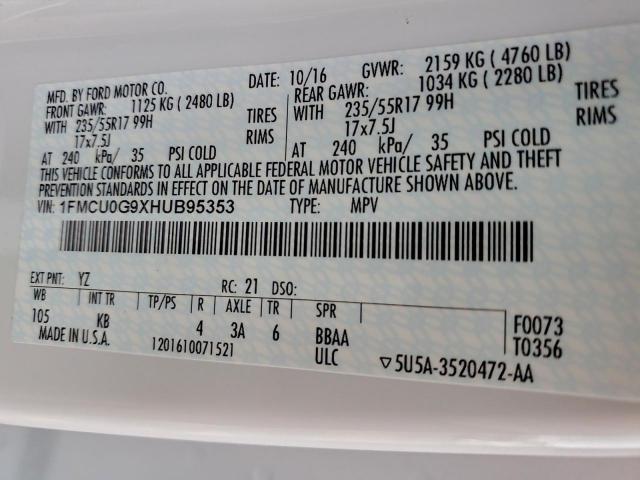 MFD. BY FORD MOTOR CO.
DATE: 10/16 GVWR: 2159 KG ( 4760 LB)
FRONT GAWR: 1125 KG ( 2480 LB)
REAR GAWR: 1034 KG ( 2280 LB)
WITH 235/55R17 99H TIRES
WITH 235/55R17 99H TIRES
17x7.5J RIMS
17x7.5J RIMS
AT 240 kPa/ 35 PSI COLD
AT 240 kPa/ 35 PSI COLD
THIS VEHICLE CONFORMS TO ALL APPLICABLE FEDERAL MOTOR VEHICLE SAFETY AND THEFT
PREVENTION STANDARDS IN EFFECT ON THE DATE OF MANUFACTURE SHOWN ABOVE.
VIN: 1FMCU0G9XHUB95353 TYPE: MPV
EXT PNT: YZ RC: 21 DSO:
WB INT TR TP/PS R AXLE TR SPR
105 KB 4 3A 6 BBAA F0073
MADE IN U.S.A. 1201610071521 ULC T0356
▽5U5A-3520472-AA